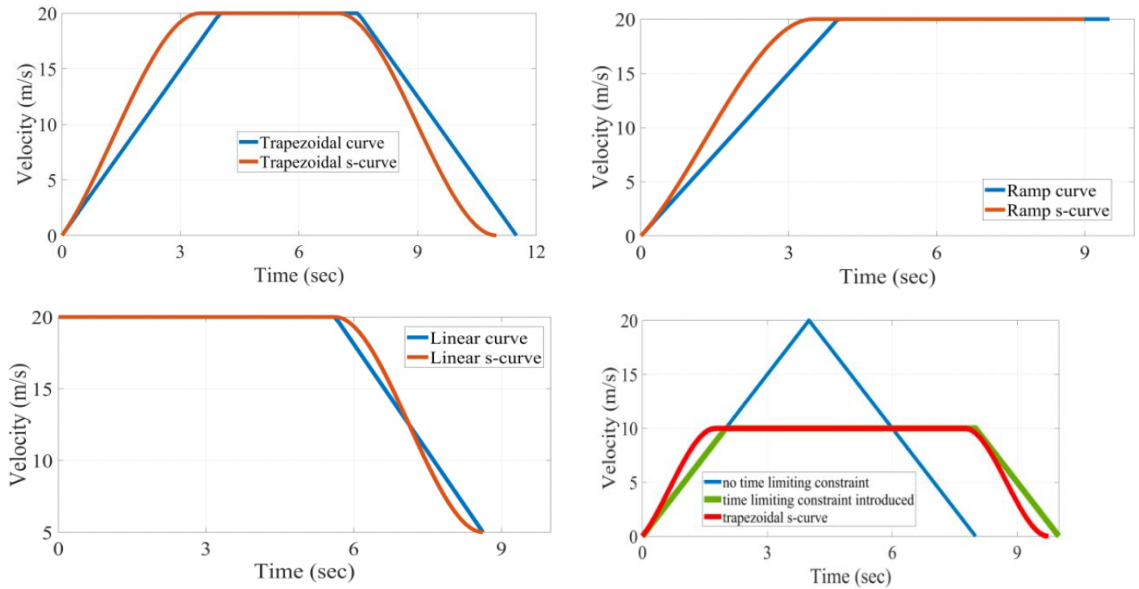 20
15
10
5
0
Velocity (m/s)
Trapezoidal curve
Trapezoidal s-curve
0 3 6 9 12
Time (sec)
20
15
10
5
0
Velocity (m/s)
Ramp curve
Ramp s-curve
0 3 6 9
Time (sec)
20
15
10
5
Velocity (m/s)
Linear curve
Linear s-curve
0 3 6 9
Time (sec)
20
15
10
5
0
Velocity (m/s)
no time limiting constraint
time limiting constraint introduced
trapezoidal s-curve
0 3 6 9
Time (sec)